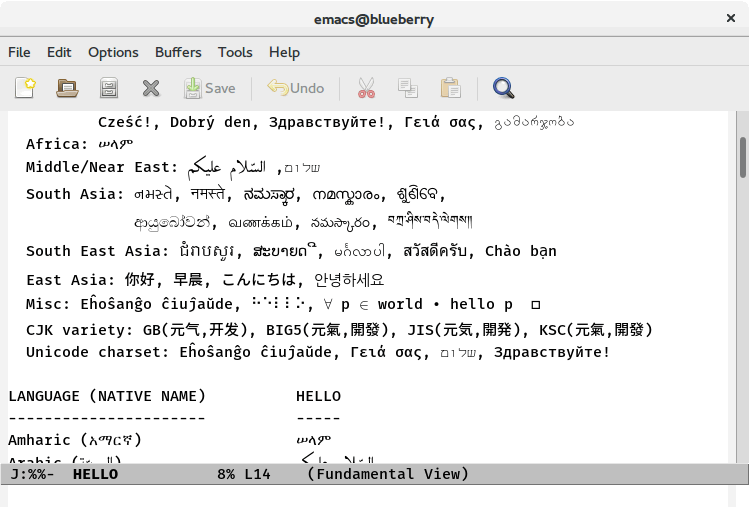 emacs@blueberry ×
File Edit Options Buffers Tools Help
Save Undo
Cześć!, Dobrý den, Здравствуйте!, Γειά σας, გამარჯობა
Africa: ሠላም
Middle/Near East: שלום, السّلام عليكم
South Asia: નમસ્તે, नमस्ते, ನಮಸ್ಕಾರ, നമസ്കാരം, ଶୁଣିବେ,
ආයුබෝවන්, வணக்கம், నమస్కారం, བཀྲ་ཤིས་བདེ་ལེགས༎
South East Asia: ជំរាបសួរ, ສະບາຍດີ, မင်္ဂလာပါ, สวัสดีครับ, Chào bạn
East Asia: 你好, 早晨, こんにちは, 안녕하세요
Misc: Eĥoŝanĝo ĉiuĵaŭde, ⠓⠑⠇⠇⠕, ∀ p ∈ world • hello p □
CJK variety: GB(元气,开发), BIG5(元氣,開發), JIS(元気,開発), KSC(元氣,開發)
Unicode charset: Eĥoŝanĝo ĉiuĵaŭde, Γειά σας, שלום, Здравствуйте!
LANGUAGE (NATIVE NAME) HELLO
---------------------- -----
Amharic (አማርኛ) ሠላም
Arabic (العربيّة) السّلام عليكم
J:%%- HELLO 8% L14 (Fundamental View)